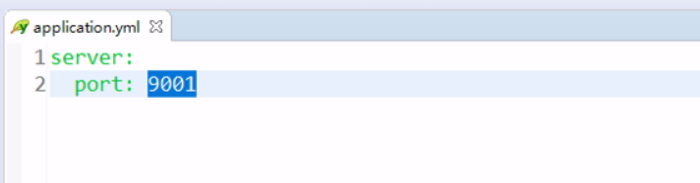 application.yml
1 server:
2   port: 9001